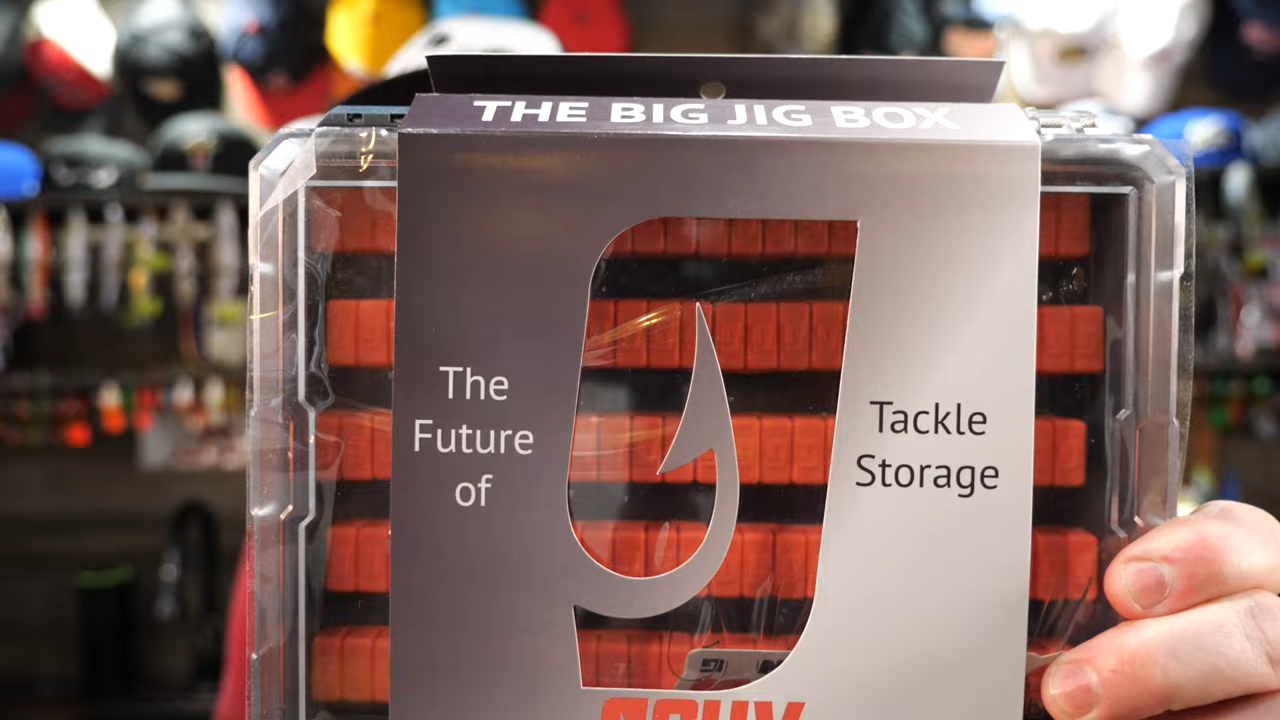 THE BIG JIG BOX
The
Future
of
Tackle
Storage